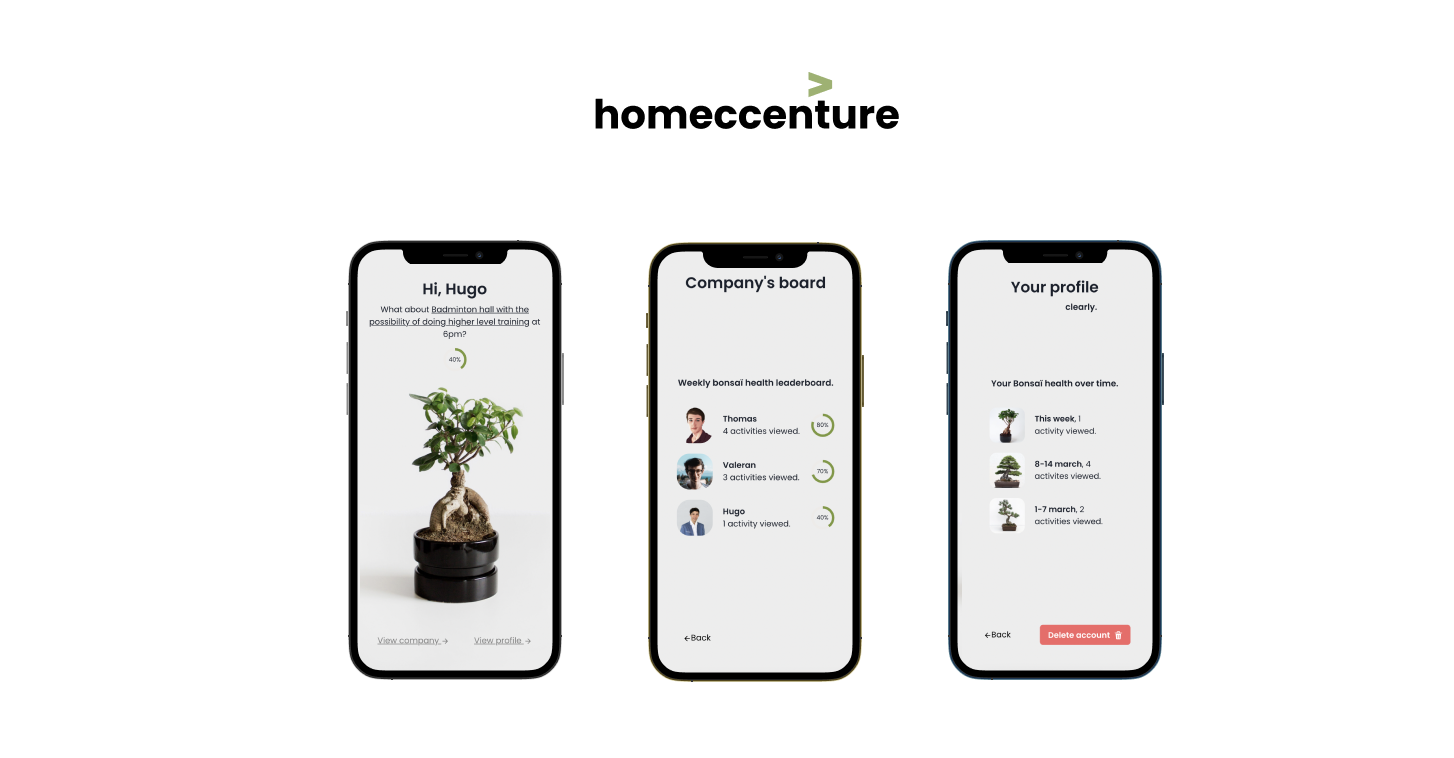 >
homeccenture
Hi, Hugo
What about Badminton hall with the
possibility of doing higher level training at
6pm?
40%
View company →
View profile →
Company's board
Weekly bonsaï health leaderboard.
Thomas
4 activities viewed.
80%
Valeran
3 activities viewed.
70%
Hugo
1 activity viewed.
40%
←Back
Your profile
clearly.
Your Bonsaï health over time.
This week, 1
activity viewed.
8-14 march, 4
activites viewed.
1-7 march, 2
activities viewed.
←Back
Delete account